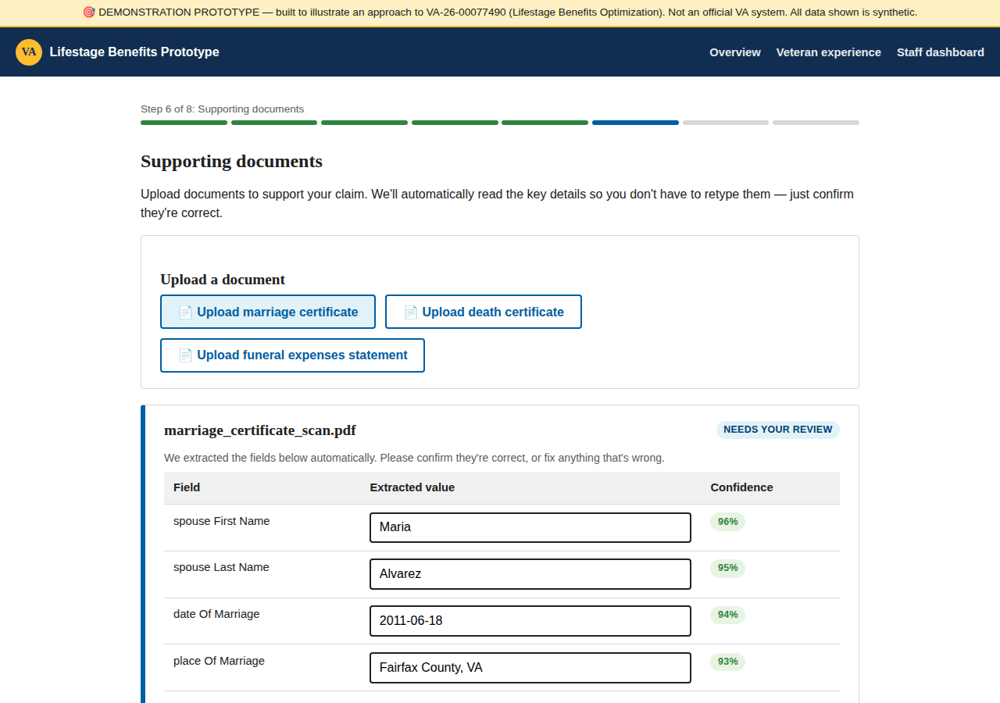 🎯 DEMONSTRATION PROTOTYPE — built to illustrate an approach to VA-26-00077490 (Lifestage Benefits Optimization). Not an official VA system. All data shown is synthetic.
VA Lifestage Benefits Prototype Overview Veteran experience Staff dashboard
Step 6 of 8: Supporting documents
Supporting documents
Upload documents to support your claim. We'll automatically read the key details so you don't have to retype them — just confirm
they're correct.
Upload a document
📄 Upload marriage certificate 📄 Upload death certificate
📄 Upload funeral expenses statement
marriage_certificate_scan.pdf NEEDS YOUR REVIEW
We extracted the fields below automatically. Please confirm they're correct, or fix anything that's wrong.
Field Extracted value Confidence
spouse First Name Maria 96%
spouse Last Name Alvarez 95%
date Of Marriage 2011-06-18 94%
place Of Marriage Fairfax County, VA 93%